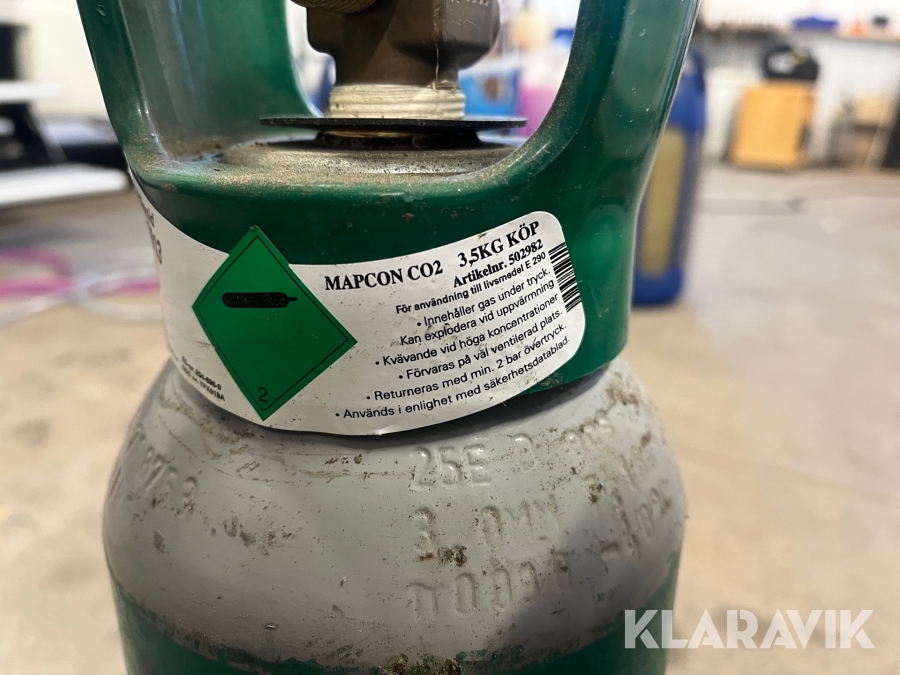 MAPCON CO2 3,5KG KÖP
Artikelnr. 502982
För användning till livsmedel E 290
• Innehåller gas under tryck.
Kan explodera vid uppvärmning
• Kvävande vid höga koncentrationer
• Förvaras på väl ventilerad plats.
• Returneras med min. 2 bar övertryck.
• Används i enlighet med säkerhetsdatablad.
2
25E
KLARAVIK